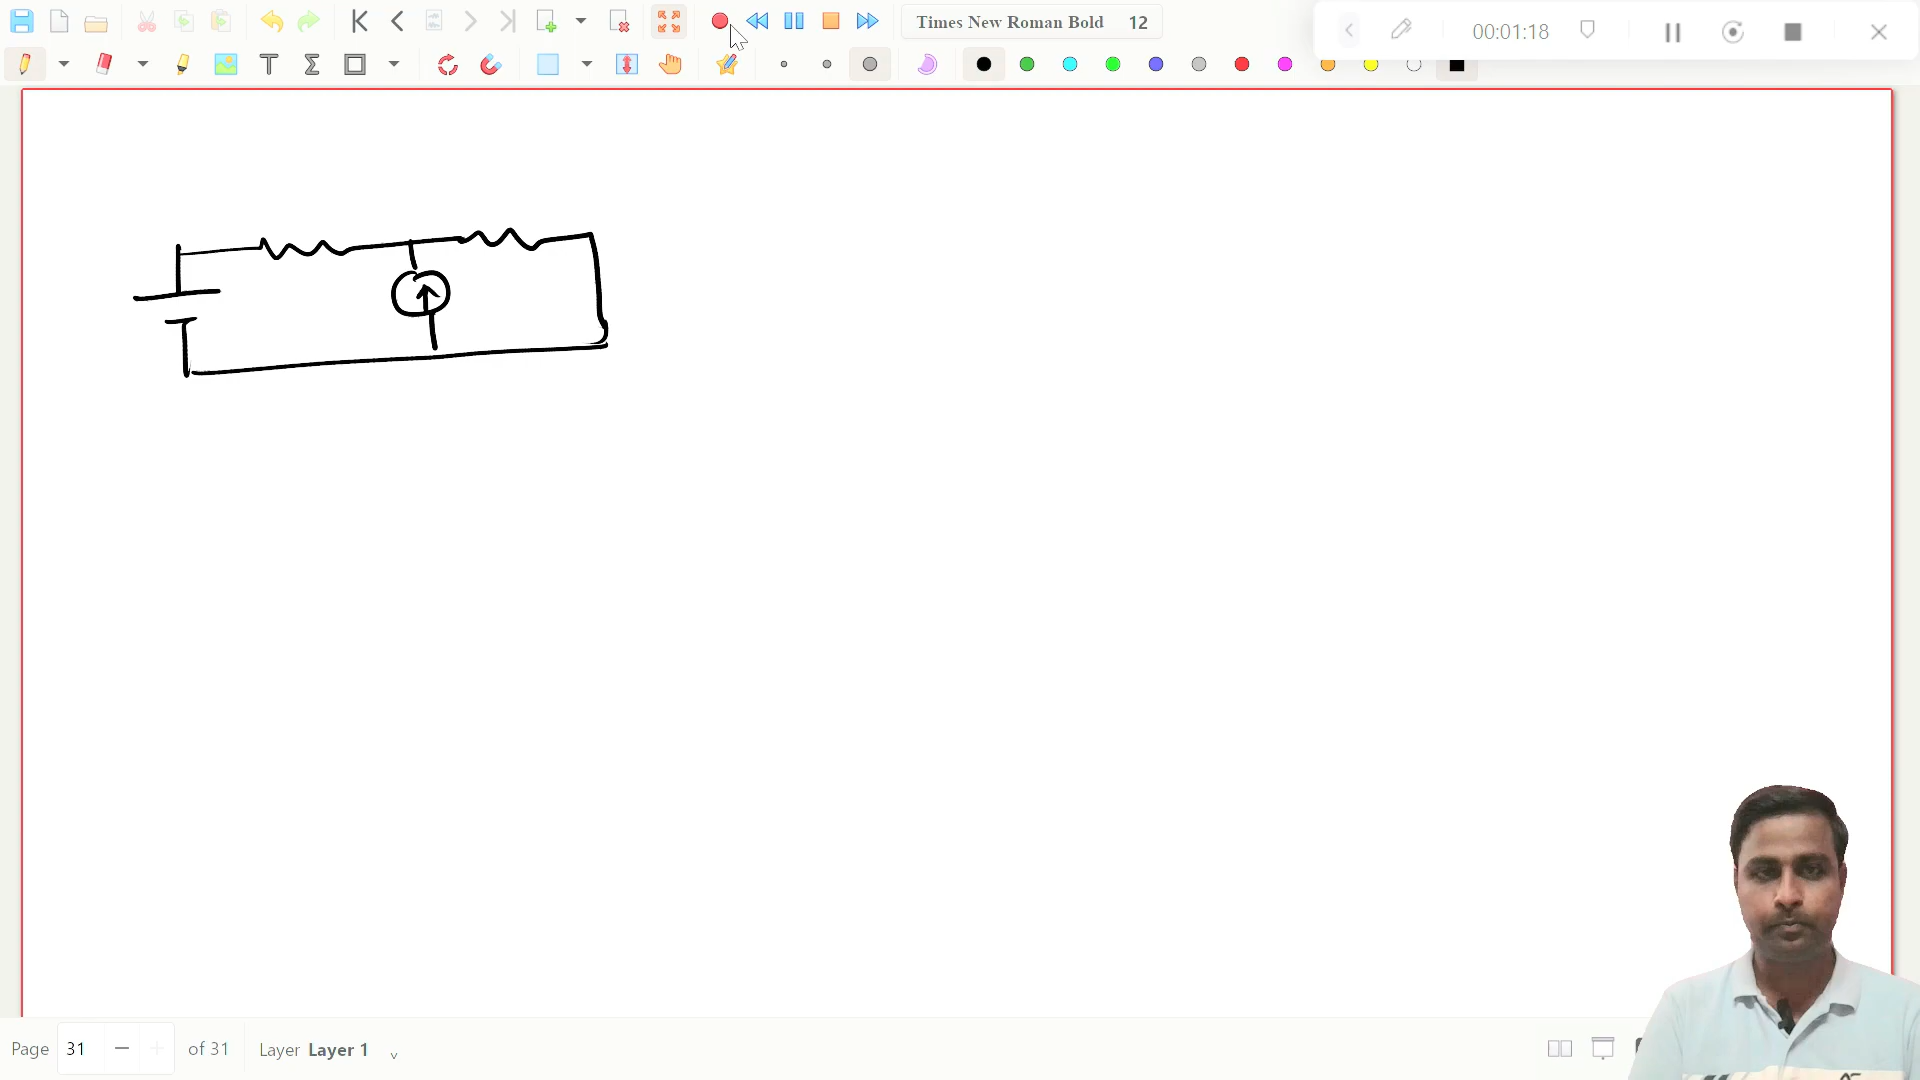 Times New Roman Bold 12
00:01:18
Page 31 of 31 Layer Layer 1